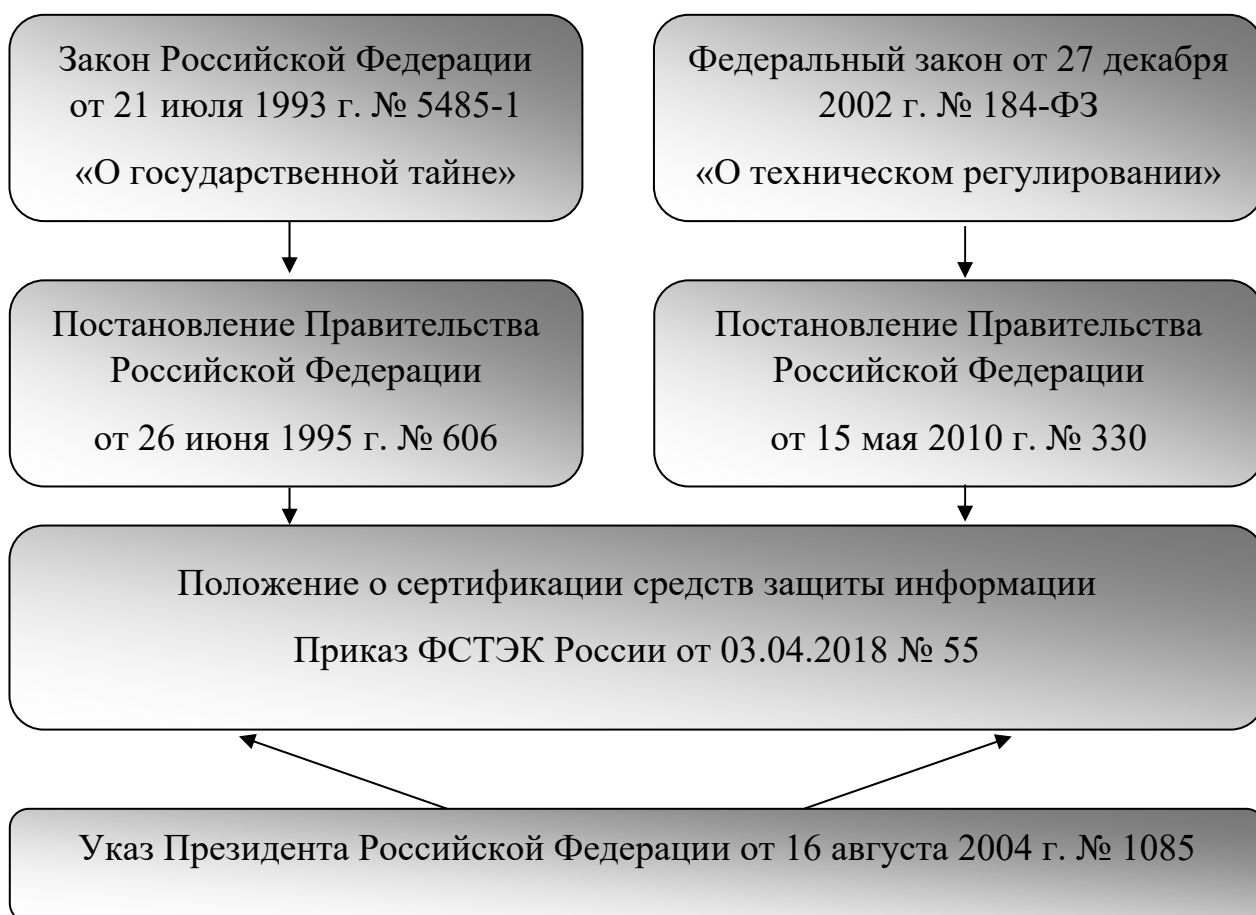 Закон Российской Федерации
от 21 июля 1993 г. № 5485-1
«О государственной тайне»
Федеральный закон от 27 декабря
2002 г. № 184-ФЗ
«О техническом регулировании»
Постановление Правительства
Российской Федерации
от 26 июня 1995 г. № 606
Постановление Правительства
Российской Федерации
от 15 мая 2010 г. № 330
Положение о сертификации средств защиты информации
Приказ ФСТЭК России от 03.04.2018 № 55
Указ Президента Российской Федерации от 16 августа 2004 г. № 1085